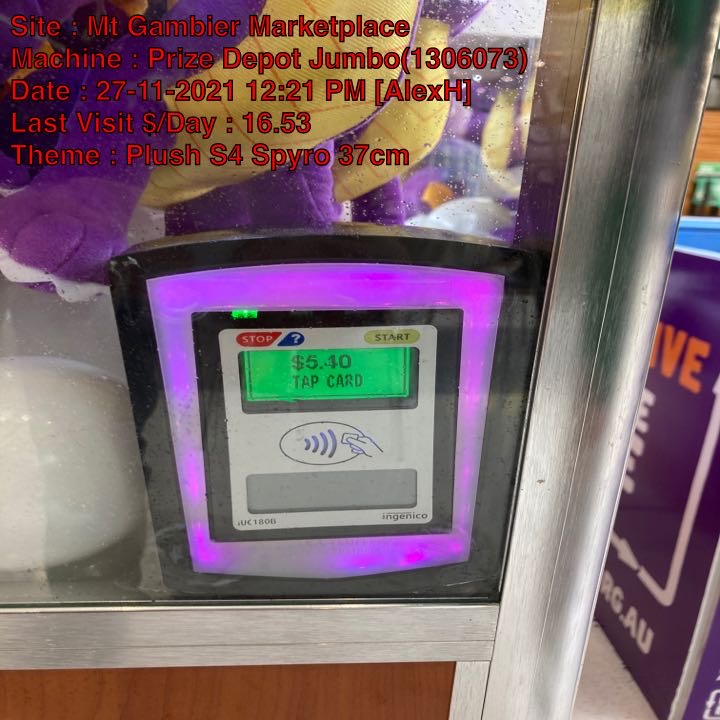 Site : Mt Gambier Marketplace
Machine : Prize Depot Jumbo(1306073)
Date : 27-11-2021 12:21 PM [AlexH]
Last Visit $/Day : 16.53
Theme : Plush S4 Spyro 37cm
STOP ? START
$5.40
TAP CARD
iUC180B ingenico
IVE
RG.AU